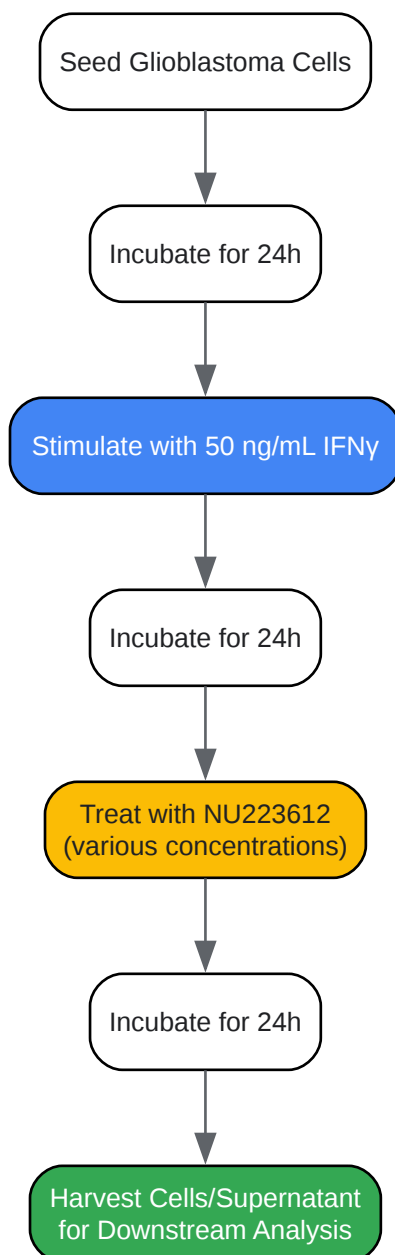 Seed Glioblastoma Cells
Incubate for 24h
Stimulate with 50 ng/mL IFNγ
Incubate for 24h
Treat with NU223612
(various concentrations)
Incubate for 24h
Harvest Cells/Supernatant
for Downstream Analysis